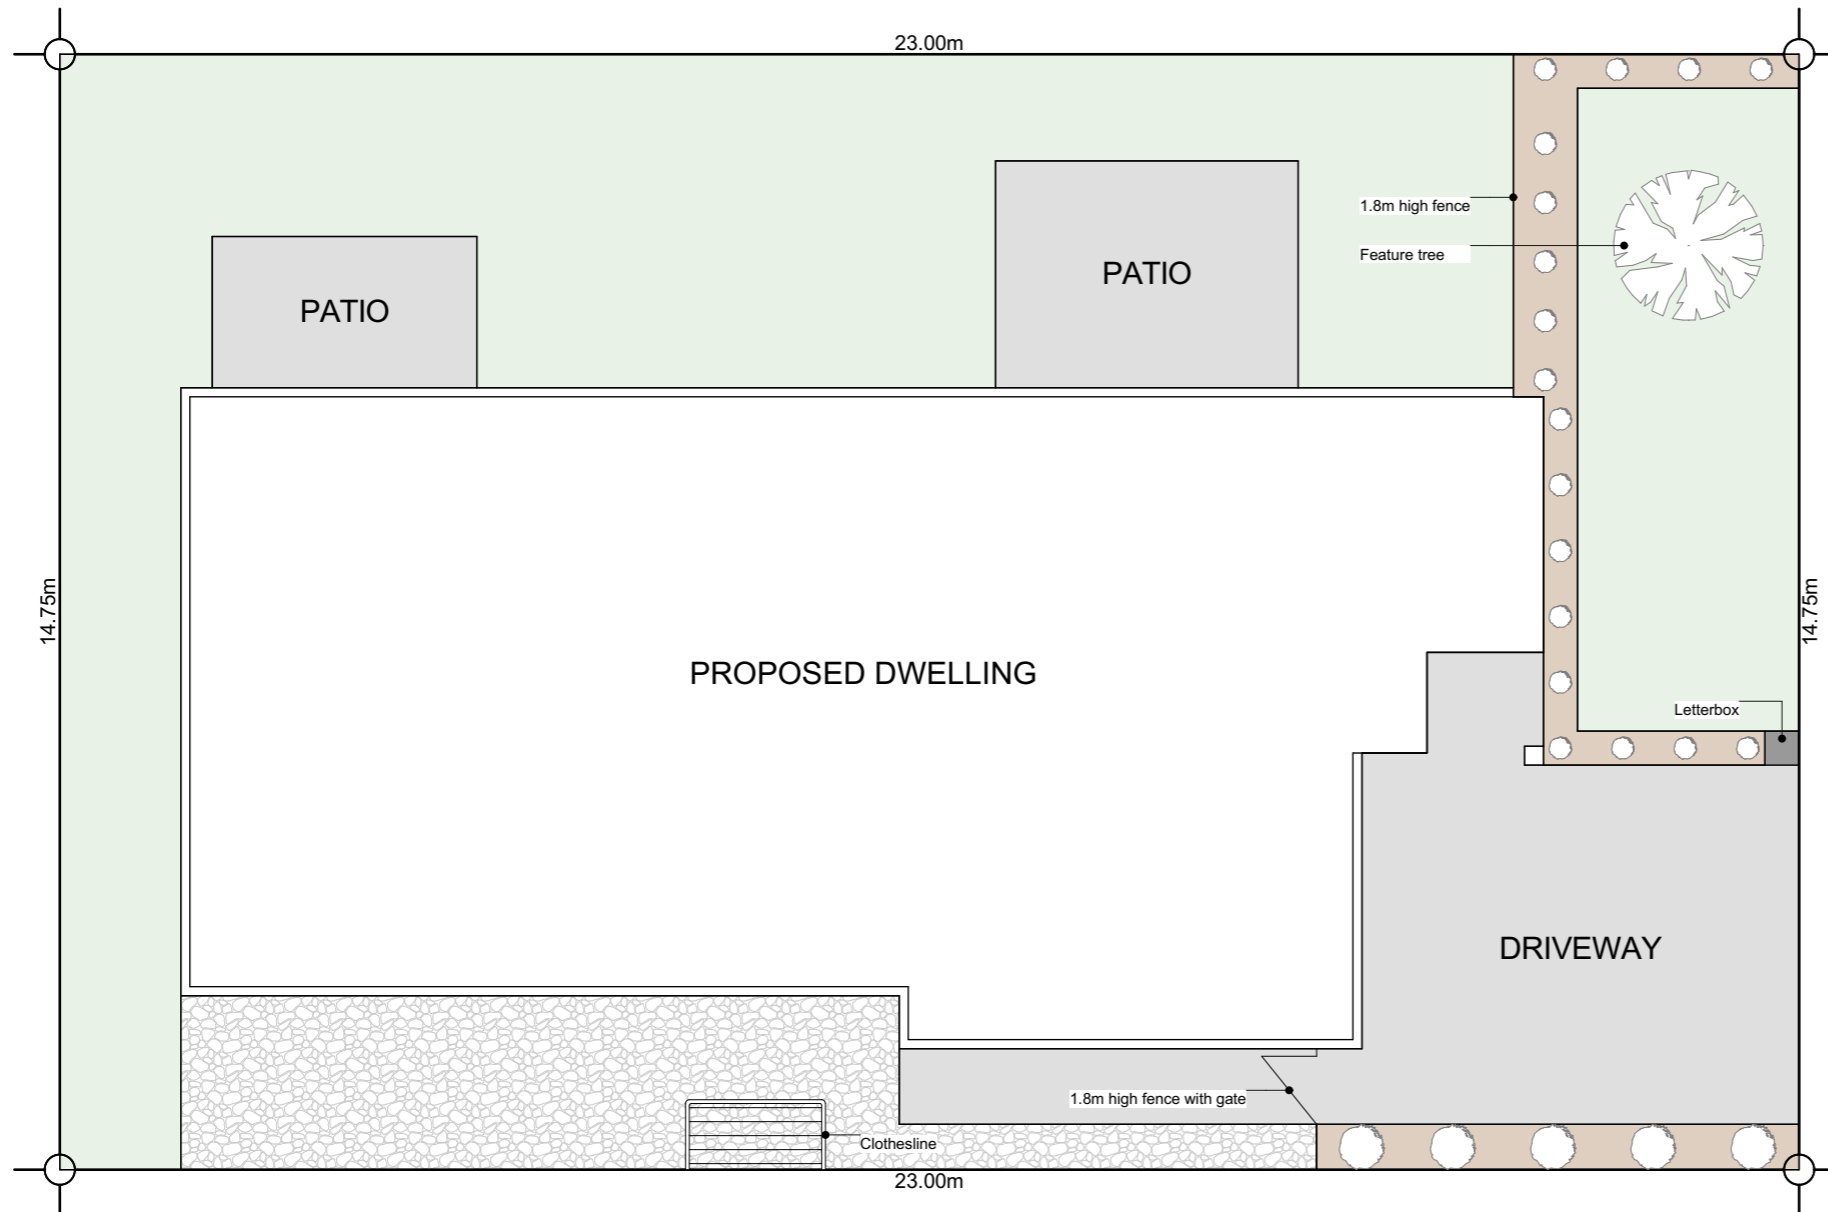 23.00m
1.8m high fence
Feature tree
PATIO
PATIO
14.75m
14.75m
PROPOSED DWELLING
Letterbox
DRIVEWAY
1.8m high fence with gate
Clothesline
23.00m